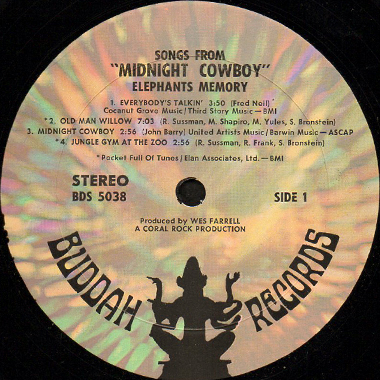 SONGS FROM
"MIDNIGHT COWBOY"
ELEPHANTS MEMORY
1. EVERYBODY'S TALKIN' 3:50 (Fred Neil)
Coconut Grove Music/Third Story Music—BMI
*2. OLD MAN WILLOW 7:03 (R. Sussman, M. Shapiro, M. Yules, S. Bronstein)
3. MIDNIGHT COWBOY 2:56 (John Barry) United Artists Music/Barwin Music—ASCAP
*4. JUNGLE GYM AT THE ZOO 2:56 (R. Sussman, R. Frank, S. Bronstein)
*Pocket Full Of Tunes/Elan Associates, Ltd.—BMI
STEREO
BDS 5038
SIDE 1
Produced by WES FARRELL
A CORAL ROCK PRODUCTION
BUDDAH RECORDS